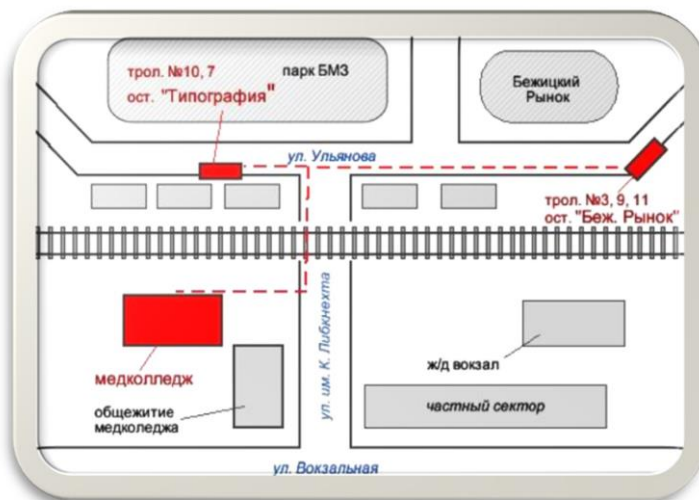 трол. №10, 7
ост. "Типография"
парк БМЗ
Бежицкий
Рынок
ул. Ульянова
трол. №3, 9, 11
ост. "Беж. Рынок"
ул. им. К. Либкнехта
медколледж
общежитие
медколеджа
ж/д вокзал
частный сектор
ул. Вокзальная